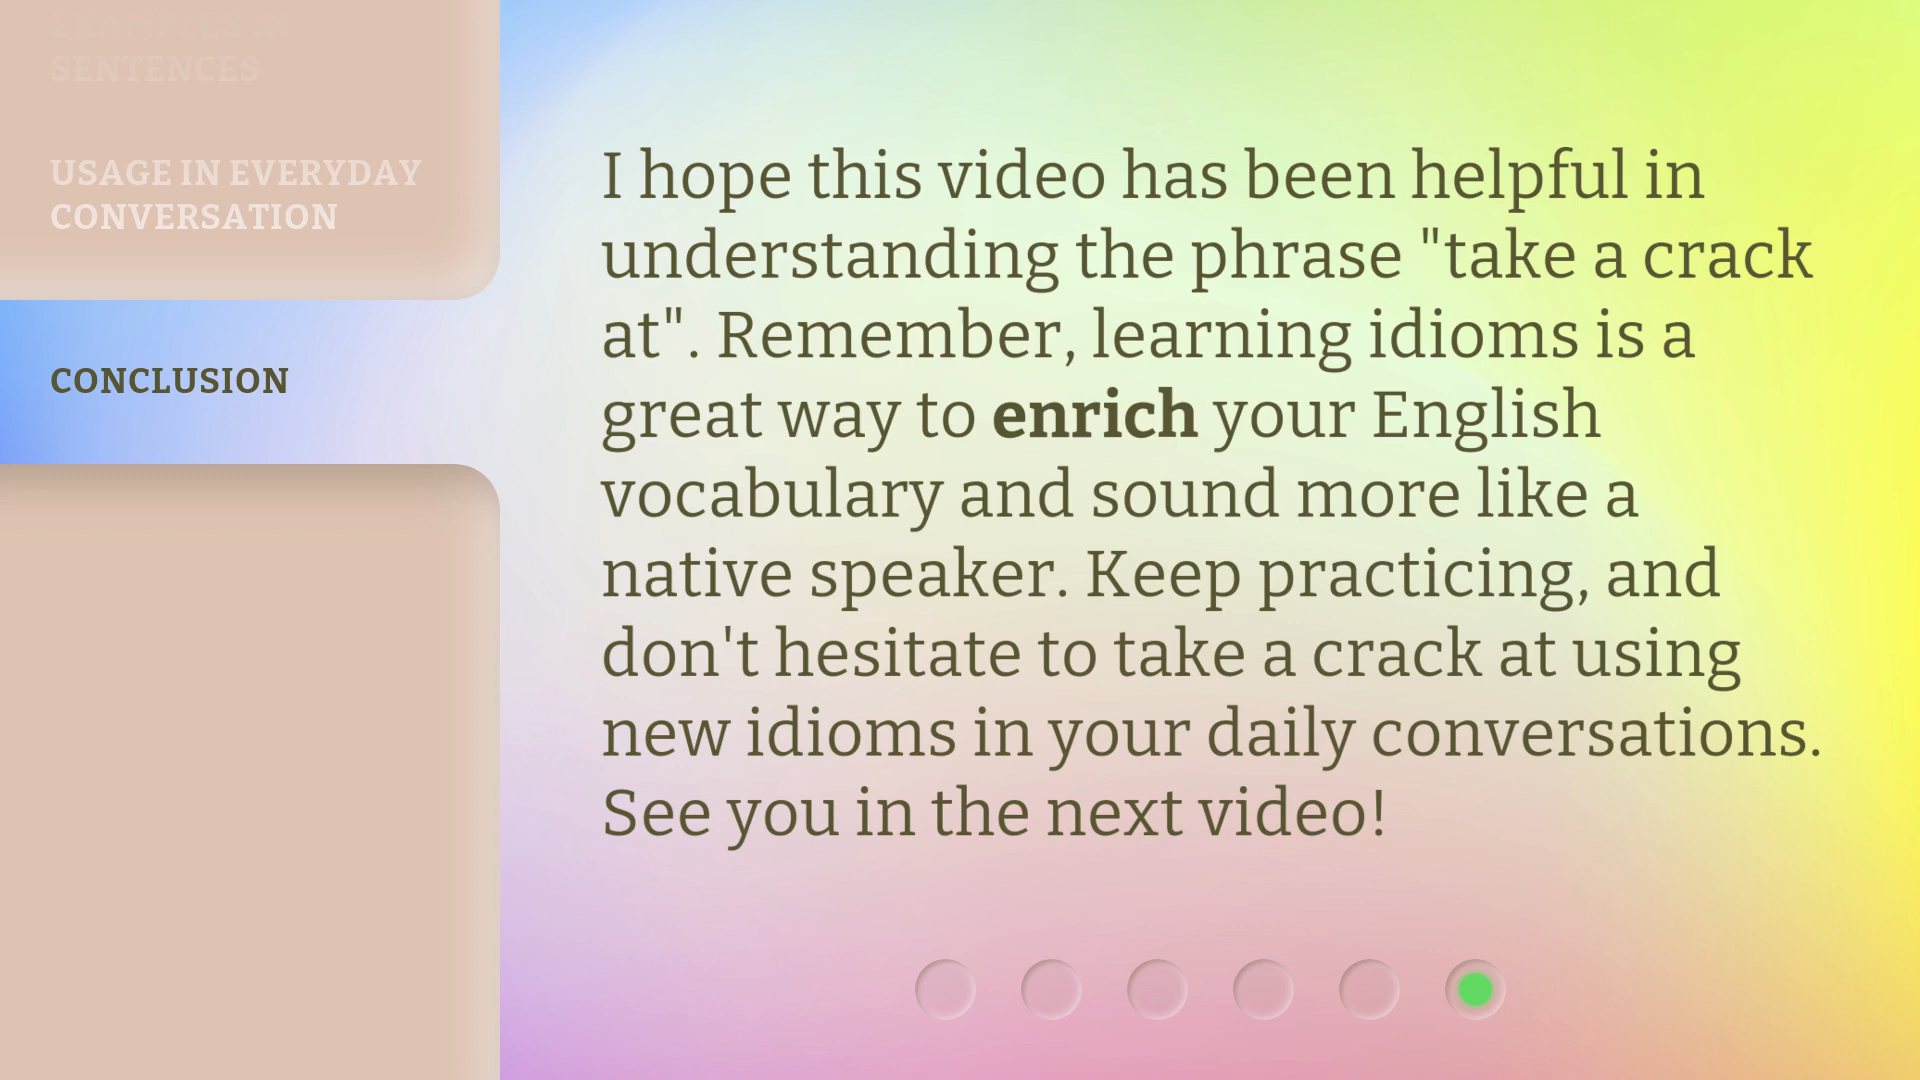 SENTENCES
USAGE IN EVERYDAY
CONVERSATION
CONCLUSION
I hope this video has been helpful in
understanding the phrase "take a crack
at". Remember, learning idioms is a
great way to enrich your English
vocabulary and sound more like a
native speaker. Keep practicing, and
don't hesitate to take a crack at using
new idioms in your daily conversations.
See you in the next video!